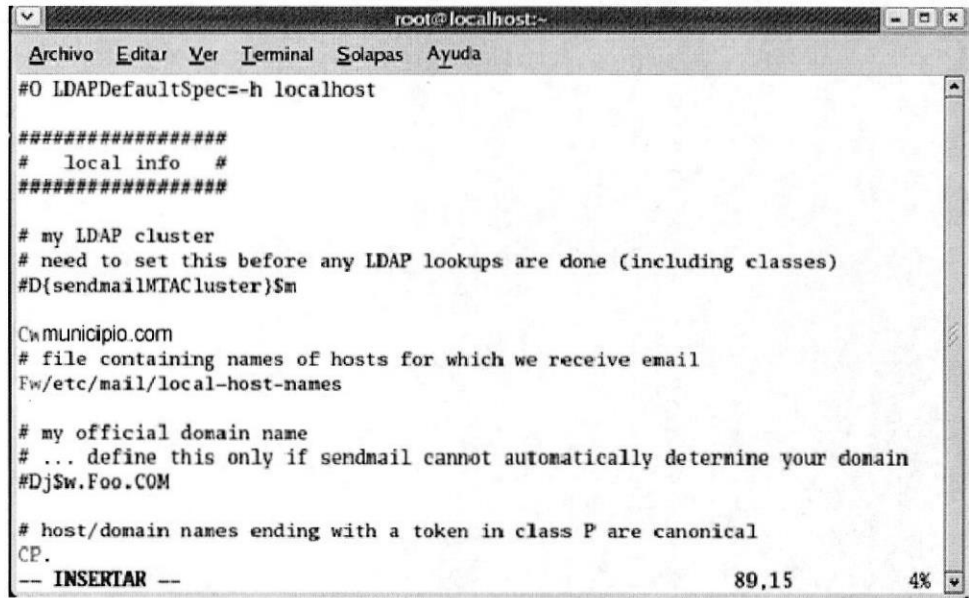 root@localhost:~
Archivo Editar Ver Terminal Solapas Ayuda
#O LDAPDefaultSpec=-h localhost
##################
# local info #
##################
# my LDAP cluster
# need to set this before any LDAP lookups are done (including classes)
#D{sendmailMTACluster}$m
Cwmunicipio.com
# file containing names of hosts for which we receive email
Fw/etc/mail/local-host-names
# my official domain name
# ... define this only if sendmail cannot automatically determine your domain
#Dj$w.Foo.COM
# host/domain names ending with a token in class P are canonical
CP.
-- INSERTAR -- 89,15 4%